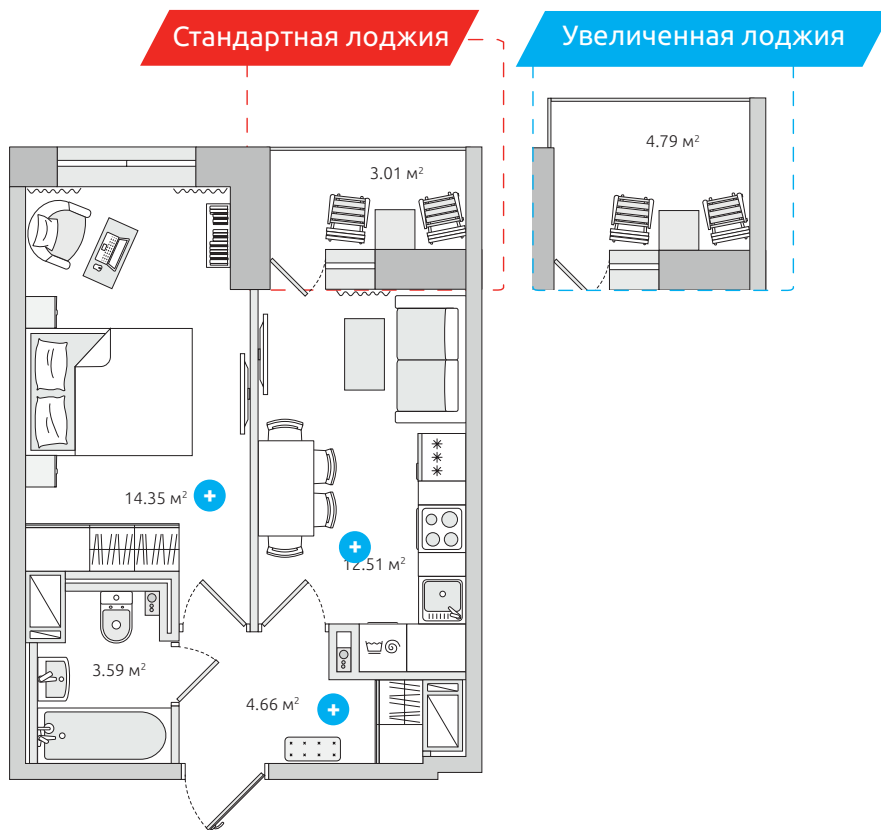 Стандартная лоджия
Увеличенная лоджия
3.01 м²
4.79 м²
14.35 м²
12.51 м²
3.59 м²
4.66 м²